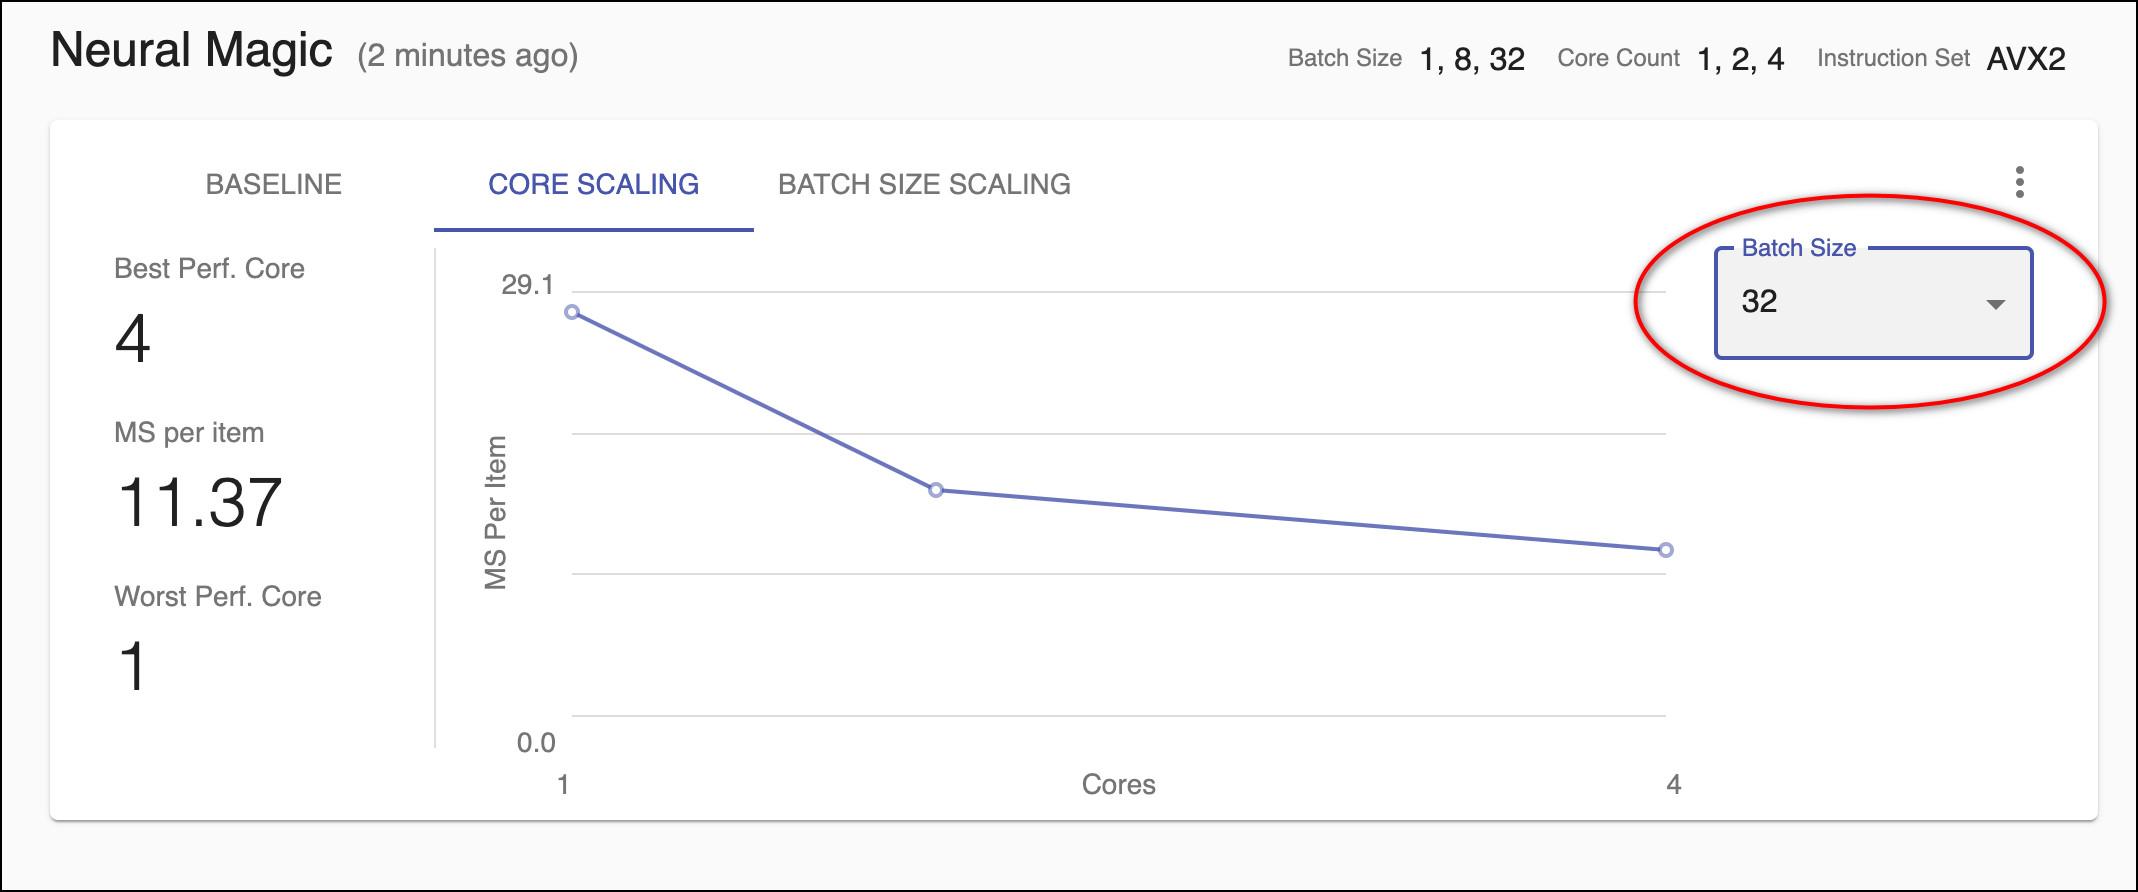 Neural Magic (2 minutes ago)
Batch Size 1, 8, 32 Core Count 1, 2, 4 Instruction Set AVX2
BASELINE CORE SCALING BATCH SIZE SCALING
Best Perf. Core
4
MS per item
11.37
Worst Perf. Core
1
29.1
MS Per Item
0.0
1 Cores 4
Batch Size
32